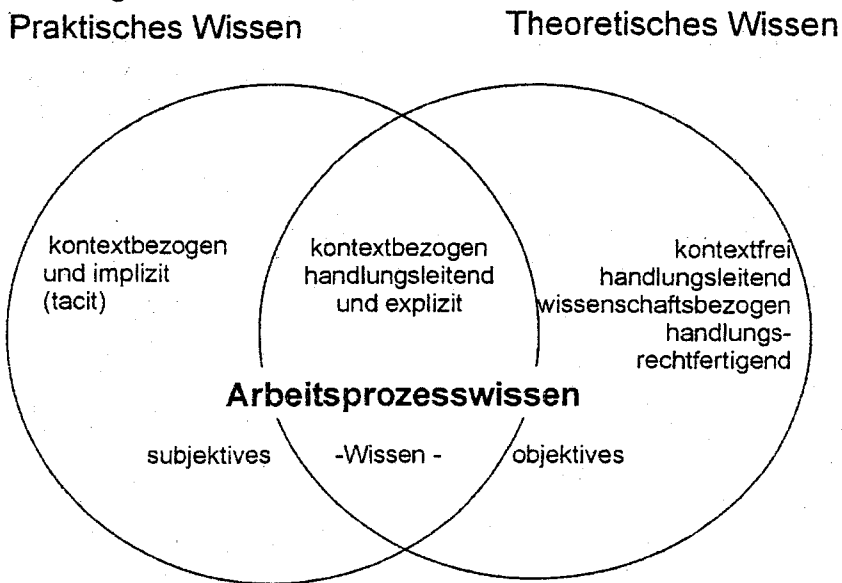 Praktisches Wissen
Theoretisches Wissen
kontextbezogen
und implizit
(tacit)
kontextbezogen
handlungsleitend
und explizit
kontextfrei
handlungsleitend
wissenschaftsbezogen
handlungs-
rechtfertigend
Arbeitsprozesswissen
subjektives -Wissen - objektives